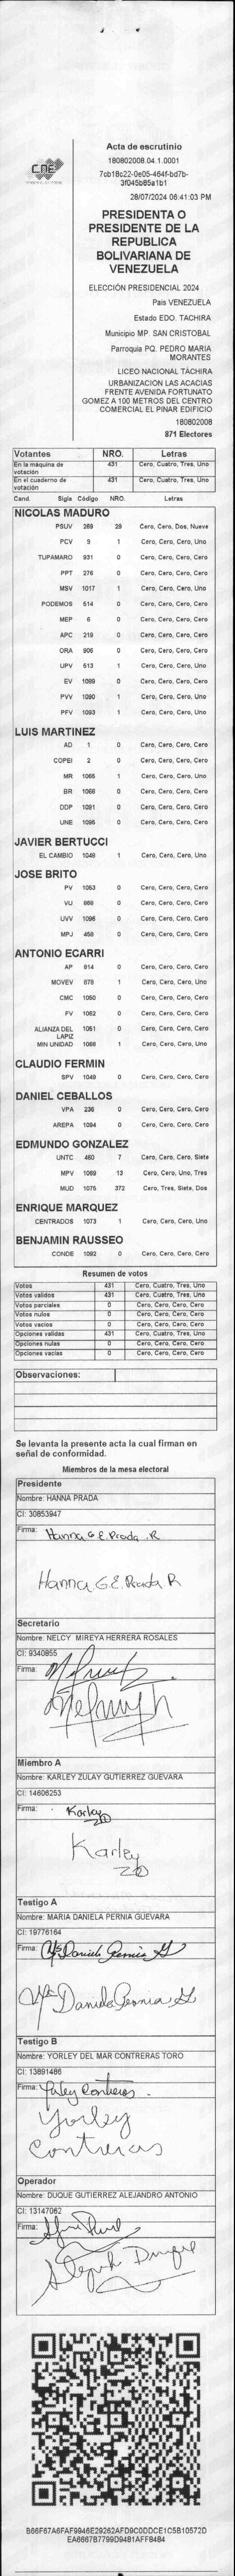 CNE
Acta de escrutinio
180802008.04.1.0001
7cb18c22-0e05-464f-bd7b-
3f045b85a1b1
28/07/2024 06:41:03 PM
PRESIDENTA O
PRESIDENTE DE LA
REPUBLICA
BOLIVARIANA DE
VENEZUELA
ELECCIÓN PRESIDENCIAL 2024
Pais VENEZUELA
Estado EDO. TACHIRA
Municipio MP. SAN CRISTOBAL
Parroquia PQ. PEDRO MARIA
MORANTES
LICEO NACIONAL TÁCHIRA
URBANIZACION LAS ACACIAS
FRENTE AVENIDA FORTUNATO
GOMEZ A 100 METROS DEL CENTRO
COMERCIAL EL PINAR EDIFICIO
180802008
871 Electores
Votantes NRO. Letras
En la máquina de votación 431 Cero, Cuatro, Tres, Uno
En el cuaderno de votación 431 Cero, Cuatro, Tres, Uno
Cand. Sigla Código NRO. Letras
NICOLAS MADURO
PSUV 269 29 Cero, Cero, Dos, Nueve
PCV 9 1 Cero, Cero, Cero, Uno
TUPAMARO 931 0 Cero, Cero, Cero, Cero
PPT 276 0 Cero, Cero, Cero, Cero
MSV 1017 1 Cero, Cero, Cero, Uno
PODEMOS 514 0 Cero, Cero, Cero, Cero
MEP 6 0 Cero, Cero, Cero, Cero
APC 219 0 Cero, Cero, Cero, Cero
ORA 906 0 Cero, Cero, Cero, Cero
UPV 513 1 Cero, Cero, Cero, Uno
EV 1089 0 Cero, Cero, Cero, Cero
PVV 1090 1 Cero, Cero, Cero, Uno
PFV 1093 1 Cero, Cero, Cero, Uno
LUIS MARTINEZ
AD 1 0 Cero, Cero, Cero, Cero
COPEI 2 0 Cero, Cero, Cero, Cero
MR 1065 1 Cero, Cero, Cero, Uno
BR 1066 0 Cero, Cero, Cero, Cero
DDP 1091 0 Cero, Cero, Cero, Cero
UNE 1095 0 Cero, Cero, Cero, Cero
JAVIER BERTUCCI
EL CAMBIO 1048 1 Cero, Cero, Cero, Uno
JOSE BRITO
PV 1053 0 Cero, Cero, Cero, Cero
VU 868 0 Cero, Cero, Cero, Cero
UVV 1096 0 Cero, Cero, Cero, Cero
MPJ 458 0 Cero, Cero, Cero, Cero
ANTONIO ECARRI
AP 814 0 Cero, Cero, Cero, Cero
MOVEV 878 1 Cero, Cero, Cero, Uno
CMC 1050 0 Cero, Cero, Cero, Cero
FV 1062 0 Cero, Cero, Cero, Cero
ALIANZA DEL LAPIZ 1051 0 Cero, Cero, Cero, Cero
MIN UNIDAD 1068 1 Cero, Cero, Cero, Uno
CLAUDIO FERMIN
SPV 1049 0 Cero, Cero, Cero, Cero
DANIEL CEBALLOS
VPA 236 0 Cero, Cero, Cero, Cero
AREPA 1094 0 Cero, Cero, Cero, Cero
EDMUNDO GONZALEZ
UNTC 460 7 Cero, Cero, Cero, Siete
MPV 1069 13 Cero, Cero, Uno, Tres
MUD 1075 372 Cero, Tres, Siete, Dos
ENRIQUE MARQUEZ
CENTRADOS 1073 1 Cero, Cero, Cero, Uno
BENJAMIN RAUSSEO
CONDE 1092 0 Cero, Cero, Cero, Cero
Resumen de votos
Votos 431 Cero, Cuatro, Tres, Uno
Votos validos 431 Cero, Cuatro, Tres, Uno
Votos parciales 0 Cero, Cero, Cero, Cero
Votos nulos 0 Cero, Cero, Cero, Cero
Votos vacios 0 Cero, Cero, Cero, Cero
Opciones validas 431 Cero, Cuatro, Tres, Uno
Opciones nulas 0 Cero, Cero, Cero, Cero
Opciones vacias 0 Cero, Cero, Cero, Cero
Observaciones:
Se levanta la presente acta la cual firman en
señal de conformidad.
Miembros de la mesa electoral
Presidente
Nombre: HANNA PRADA
CI: 30853947
Firma: Hanna G E. Prada .R
Hanna G.E. Prada R
Secretario
Nombre: NELCY MIREYA HERRERA ROSALES
CI: 9340855
Firma:
Miembro A
Nombre: KARLEY ZULAY GUTIERREZ GUEVARA
CI: 14606253
Firma: Karley
Karley
Testigo A
Nombre: MARIA DANIELA PERNIA GUEVARA
CI: 19776164
Firma: Mª Daniela Pernia G
Mª Daniela Pernia G
Testigo B
Nombre: YORLEY DEL MAR CONTRERAS TORO
CI: 13891486
Firma: Yorley Contreras
Yorley
Contreras
Operador
Nombre: DUQUE GUTIERREZ ALEJANDRO ANTONIO
CI: 13147062
Firma:
B66F67A6FAF9946E29262AFD9C0DDCE1C5B10572D
EA6667B7799D9481AFF8484